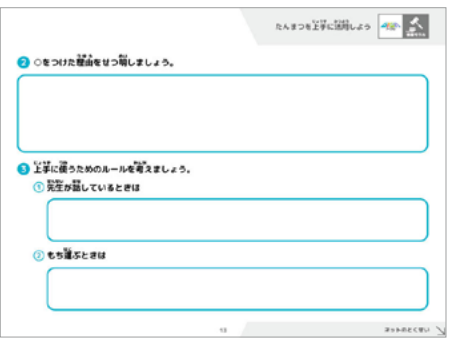 たんまつを上手に活用しよう
2 ○をつけた理由をせつ明しましょう。
3 上手に使うためのルールを考えましょう。
① 先生が話しているときは
② もち運ぶときは
13
ネットのとくせい